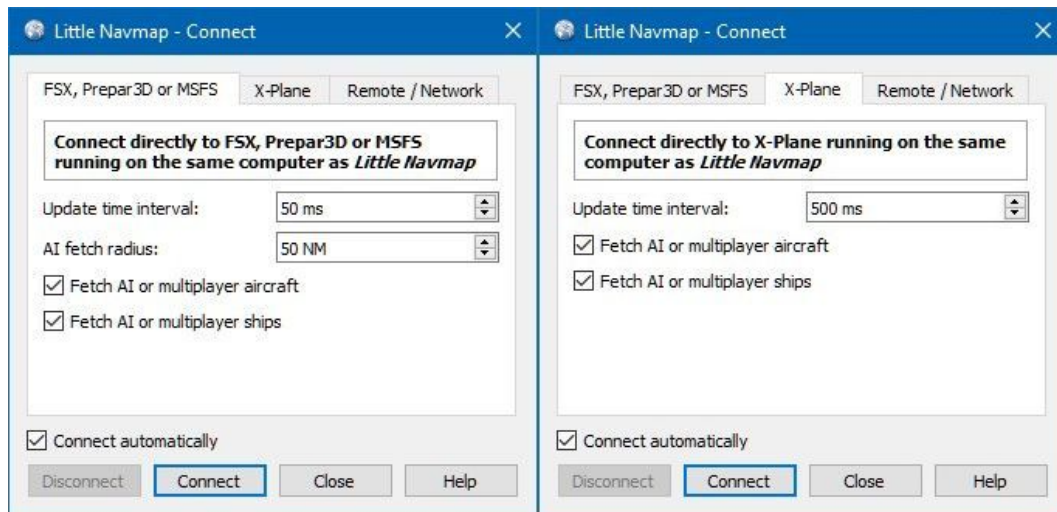 Little Navmap - Connect
FSX, Prepar3D or MSFS X-Plane Remote / Network
Connect directly to FSX, Prepar3D or MSFS
running on the same computer as Little Navmap
Update time interval: 50 ms
AI fetch radius: 50 NM
Fetch AI or multiplayer aircraft
Fetch AI or multiplayer ships
Connect automatically
Disconnect Connect Close Help
Little Navmap - Connect
FSX, Prepar3D or MSFS X-Plane Remote / Network
Connect directly to X-Plane running on the same
computer as Little Navmap
Update time interval: 500 ms
Fetch AI or multiplayer aircraft
Fetch AI or multiplayer ships
Connect automatically
Disconnect Connect Close Help